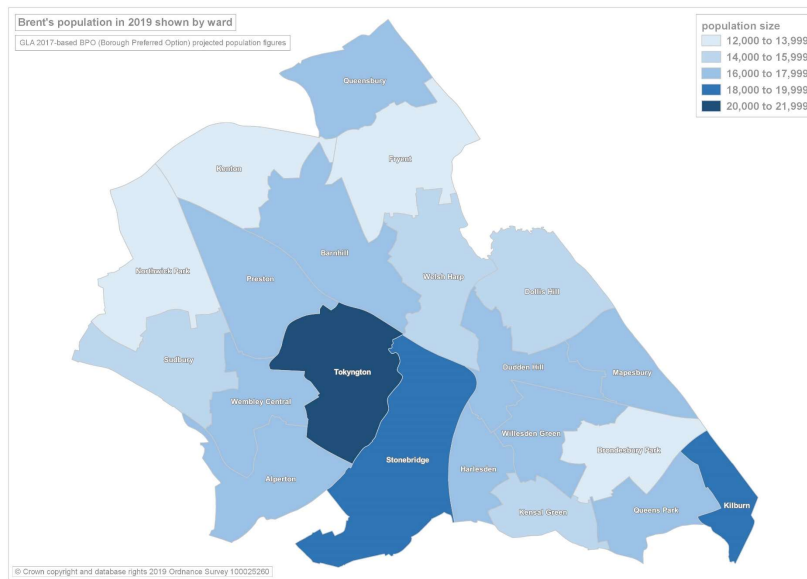 Brent's population in 2019 shown by ward
GLA 2017-based BPO (Borough Preferred Option) projected population figures
population size
12,000 to 13,999
14,000 to 15,999
16,000 to 17,999
18,000 to 19,999
20,000 to 21,999
Queensbury
Kenton
Fryent
Barnhill
Northwick Park
Preston
Welsh Harp
Dollis Hill
Sudbury
Tokyngton
Dudden Hill
Mapesbury
Wembley Central
Willesden Green
Brondesbury Park
Stonebridge
Harlesden
Alperton
Kensal Green
Queens Park
Kilburn
© Crown copyright and database rights 2019 Ordnance Survey 100025260